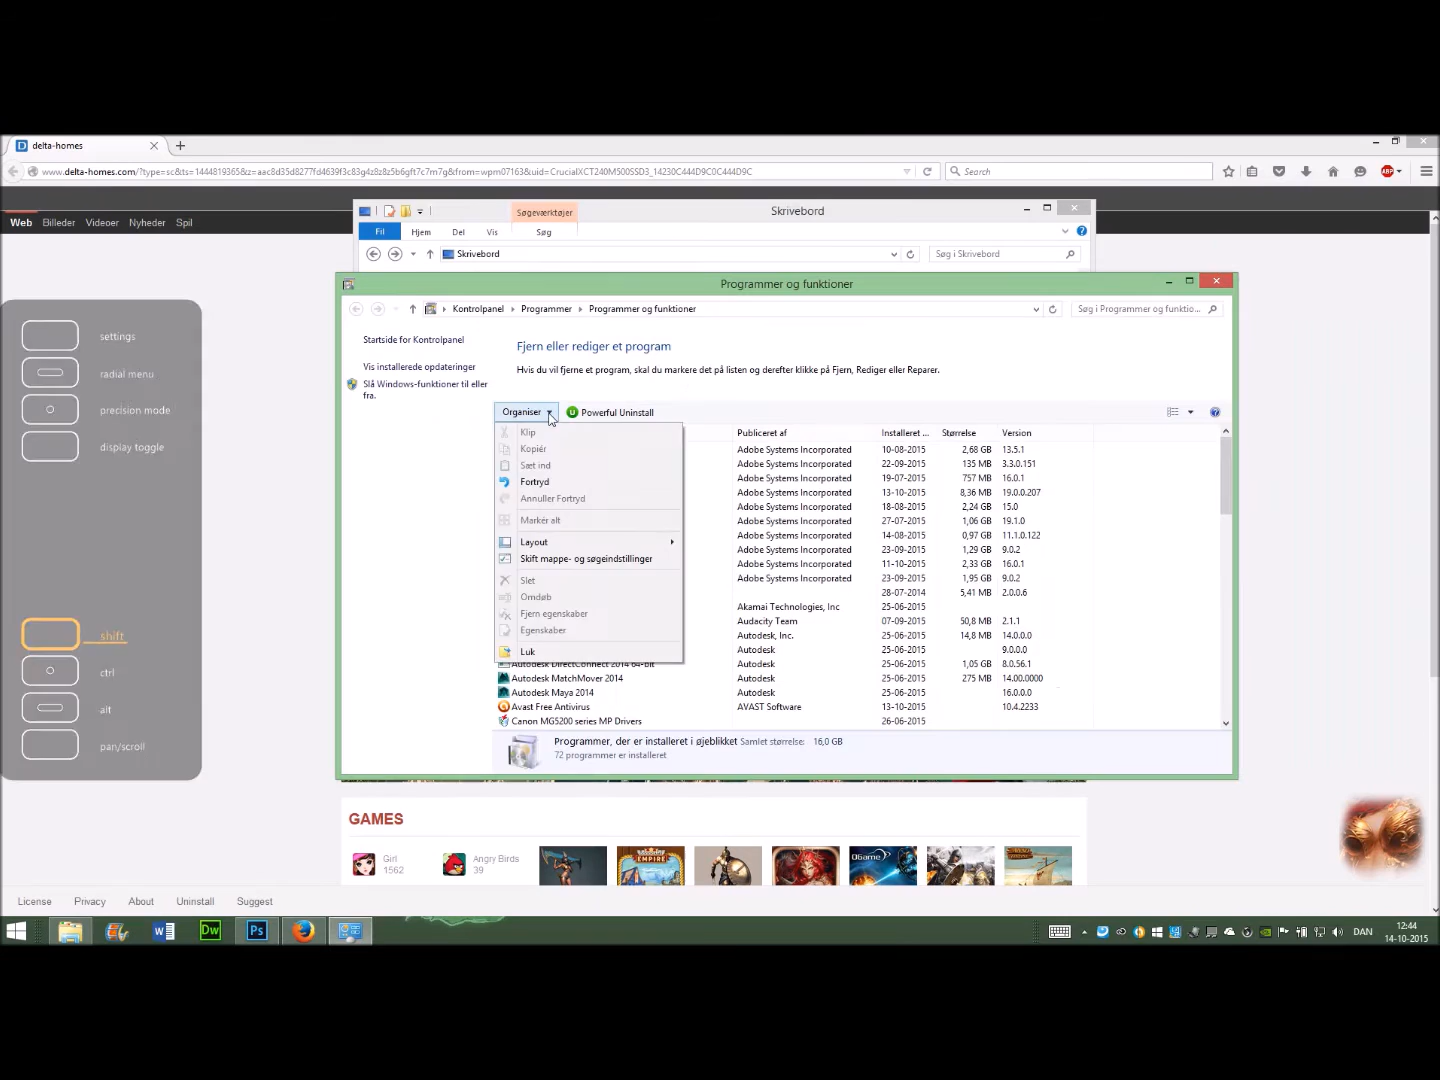 delta-homes
www.delta-homes.com/?type=sc&ts=1444819365&z=aac8d35d8277fd4639f3c83g4z8z8z5b6gft7c7m7g&from=wpm07163&uid=CrucialXCT240M500SSD3_14230C444D9C0C444D9C
Search
ABP
Web Billeder Videoer Nyheder Spil
Søgeværktøjer
Skrivebord
Fil Hjem Del Vis Søg
Skrivebord
Søg i Skrivebord
Programmer og funktioner
Kontrolpanel Programmer Programmer og funktioner
Søg i Programmer og funktio...
Startside for Kontrolpanel
Vis installerede opdateringer
Slå Windows-funktioner til eller
fra.
Fjern eller rediger et program
Hvis du vil fjerne et program, skal du markere det på listen og derefter klikke på Fjern, Rediger eller Reparer.
Organiser Powerful Uninstall
Klip
Kopiér
Sæt ind
Fortryd
Annuller Fortryd
Markér alt
Layout
Skift mappe- og søgeindstillinger
Slet
Omdøb
Fjern egenskaber
Egenskaber
Luk
Publiceret af Installeret ... Størrelse Version
Adobe Systems Incorporated 10-08-2015 2,68 GB 13.5.1
Adobe Systems Incorporated 22-09-2015 135 MB 3.3.0.151
Adobe Systems Incorporated 19-07-2015 757 MB 16.0.1
Adobe Systems Incorporated 13-10-2015 8,36 MB 19.0.0.207
Adobe Systems Incorporated 18-08-2015 2,24 GB 15.0
Adobe Systems Incorporated 27-07-2015 1,06 GB 19.1.0
Adobe Systems Incorporated 14-08-2015 0,97 GB 11.1.0.122
Adobe Systems Incorporated 23-09-2015 1,29 GB 9.0.2
Adobe Systems Incorporated 11-10-2015 2,33 GB 16.0.1
Adobe Systems Incorporated 23-09-2015 1,95 GB 9.0.2
28-07-2014 5,41 MB 2.0.0.6
Akamai Technologies, Inc 25-06-2015
Audacity Team 07-09-2015 50,8 MB 2.1.1
Autodesk, Inc. 25-06-2015 14,8 MB 14.0.0.0
Autodesk 25-06-2015 9.0.0.0
Autodesk DirectConnect 2014 64-bit Autodesk 25-06-2015 1,05 GB 8.0.56.1
Autodesk MatchMover 2014 Autodesk 25-06-2015 275 MB 14.00.0000
Autodesk Maya 2014 Autodesk 25-06-2015 16.0.0.0
Avast Free Antivirus AVAST Software 13-10-2015 10.4.2233
Canon MG5200 series MP Drivers 26-06-2015
Programmer, der er installeret i øjeblikket Samlet størrelse: 16,0 GB
72 programmer er installeret
settings
radial menu
precision mode
display toggle
shift
ctrl
alt
pan/scroll
GAMES
Girl
1562
Angry Birds
39
EMPIRE
OGame
License Privacy About Uninstall Suggest
Dw
Ps
DAN
12:44
14-10-2015